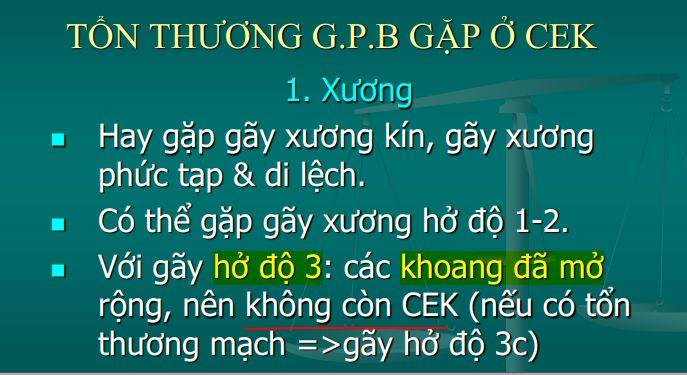 TỔN THƯƠNG G.P.B GẶP Ở CEK
1. Xương
Hay gặp gãy xương kín, gãy xương
phức tạp & di lệch.
Có thể gặp gãy xương hở độ 1-2.
Với gãy hở độ 3: các khoang đã mở
rộng, nên không còn CEK (nếu có tổn
thương mạch =>gãy hở độ 3c)